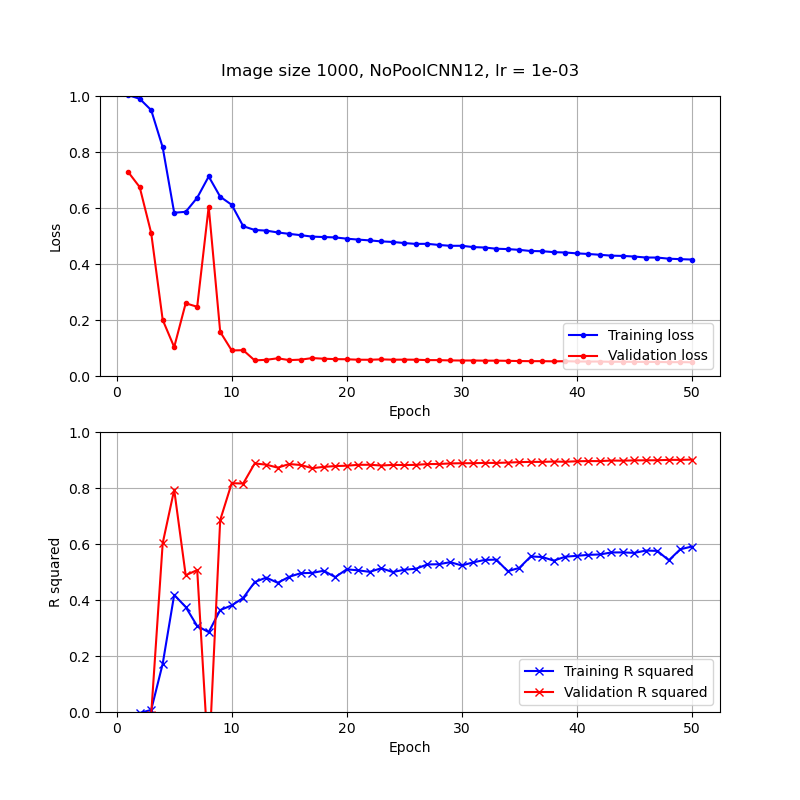 Image size 1000, NoPoolCNN12, lr = 1e-03
1.0
0.8
0.6
0.4
0.2
0.0
Loss
0 10 20 30 40 50
Epoch
Training loss
Validation loss
1.0
0.8
0.6
0.4
0.2
0.0
R squared
0 10 20 30 40 50
Epoch
Training R squared
Validation R squared